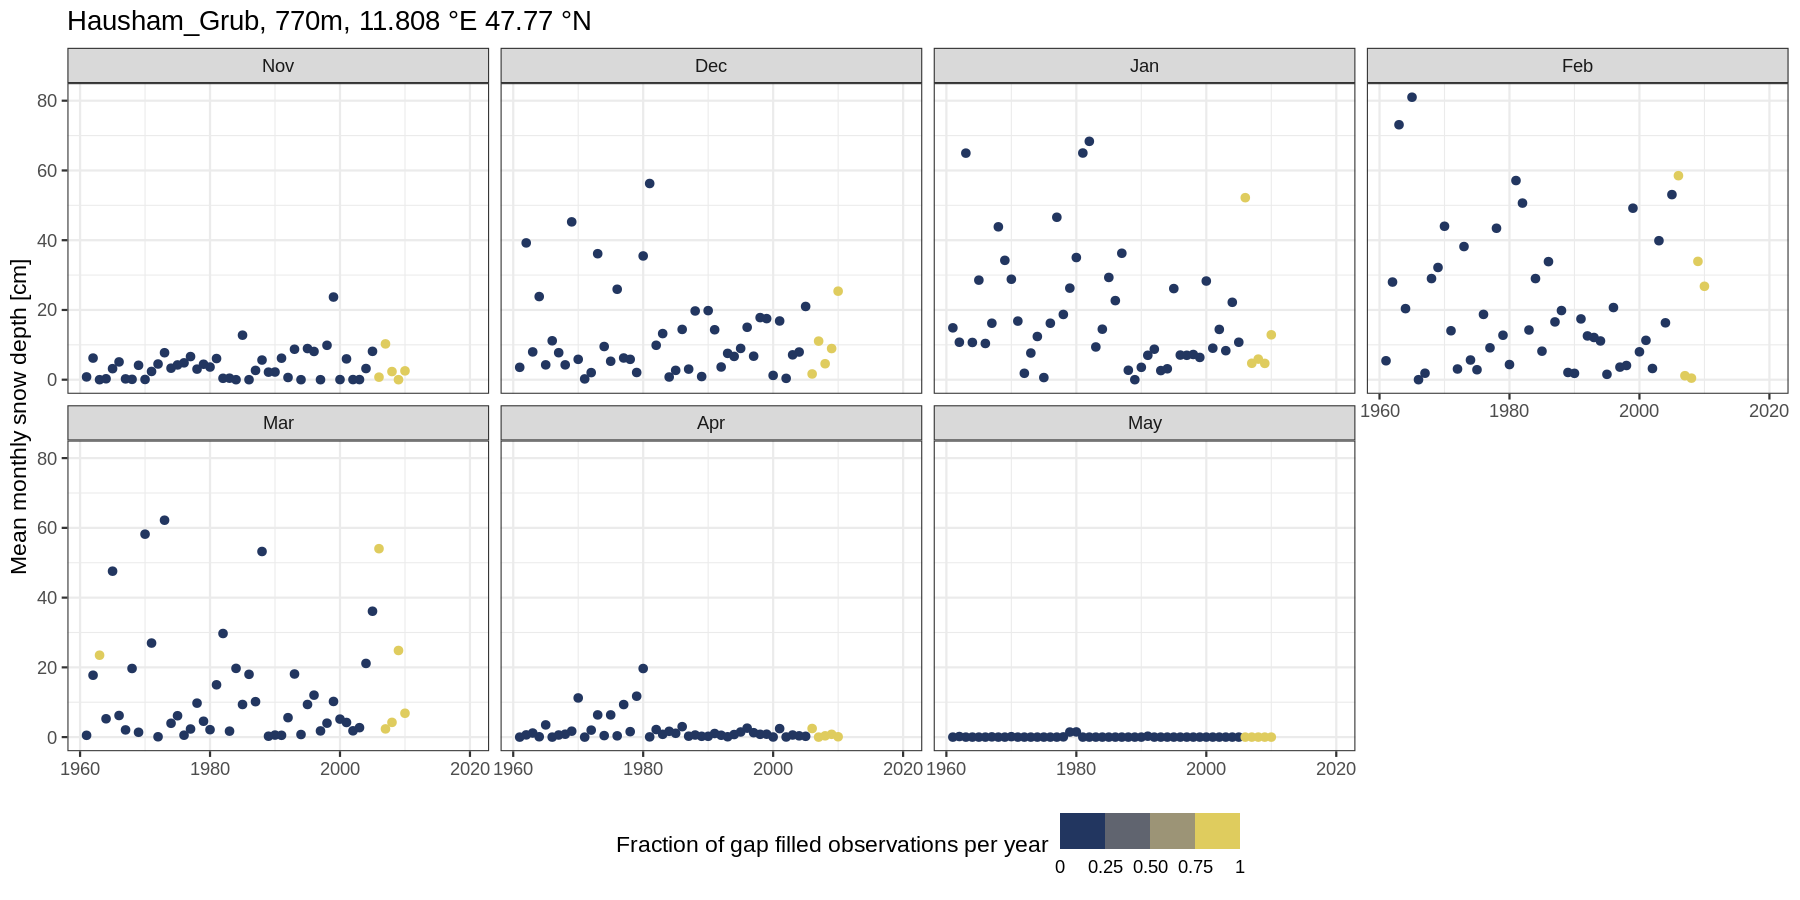 Hausham_Grub, 770m, 11.808 °E 47.77 °N
Nov Dec Jan Feb
80
60
40
20
0
1960 1980 2000 2020
Mar Apr May
80
60
40
20
0
1960 1980 2000 2020 1960 1980 2000 2020 1960 1980 2000 2020
Mean monthly snow depth [cm]
Fraction of gap filled observations per year
0 0.25 0.50 0.75 1